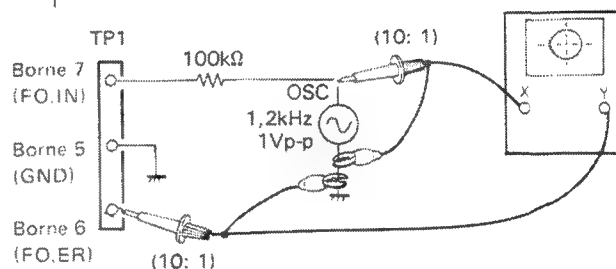 TP1
100kΩ
(10: 1)
Borne 7
(FO.IN)
OSC
X
Y
1,2kHz
1Vp-p
Borne 5
(GND)
Borne 6
(FO.ER)
(10: 1)